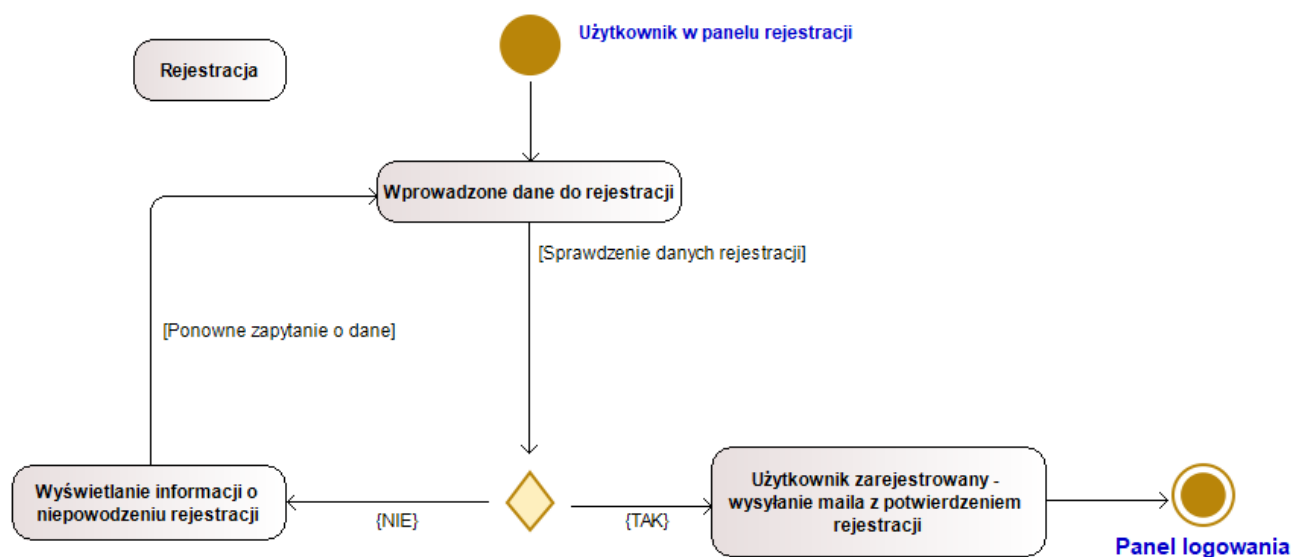 Użytkownik w panelu rejestracji
Rejestracja
Wprowadzone dane do rejestracji
[Sprawdzenie danych rejestracji]
[Ponowne zapytanie o dane]
Wyświetlanie informacji o
niepowodzeniu rejestracji
{NIE}
{TAK}
Użytkownik zarejestrowany -
wysyłanie maila z potwierdzeniem
rejestracji
Panel logowania